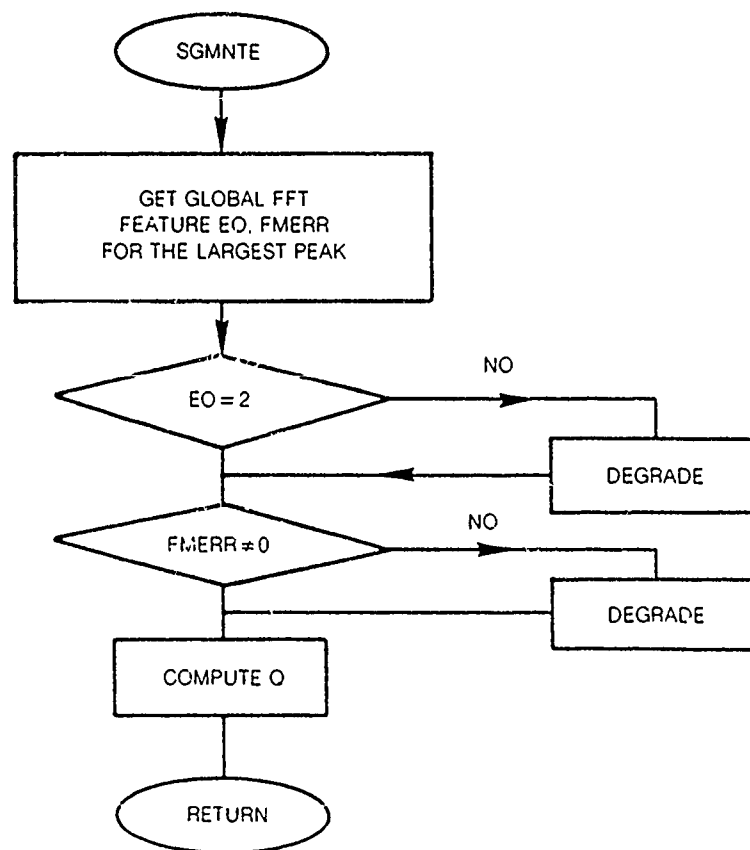 SGMNTE
GET GLOBAL FFT
FEATURE EO, FMERR
FOR THE LARGEST PEAK
EO = 2
NO
DEGRADE
FMERR ≠ 0
NO
DEGRADE
COMPUTE Q
RETURN